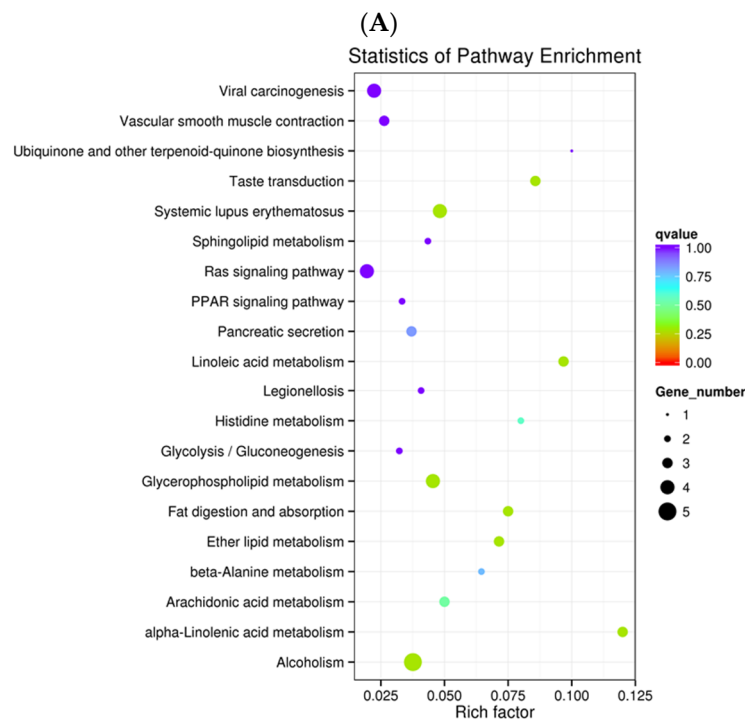 (A)
Statistics of Pathway Enrichment
Viral carcinogenesis
Vascular smooth muscle contraction
Ubiquinone and other terpenoid-quinone biosynthesis
Taste transduction
Systemic lupus erythematosus
Sphingolipid metabolism
Ras signaling pathway
PPAR signaling pathway
Pancreatic secretion
Linoleic acid metabolism
Legionellosis
Histidine metabolism
Glycolysis / Gluconeogenesis
Glycerophospholipid metabolism
Fat digestion and absorption
Ether lipid metabolism
beta-Alanine metabolism
Arachidonic acid metabolism
alpha-Linolenic acid metabolism
Alcoholism
0.025 0.050 0.075 0.100 0.125
Rich factor
qvalue
1.00
0.75
0.50
0.25
0.00
Gene_number
1
2
3
4
5